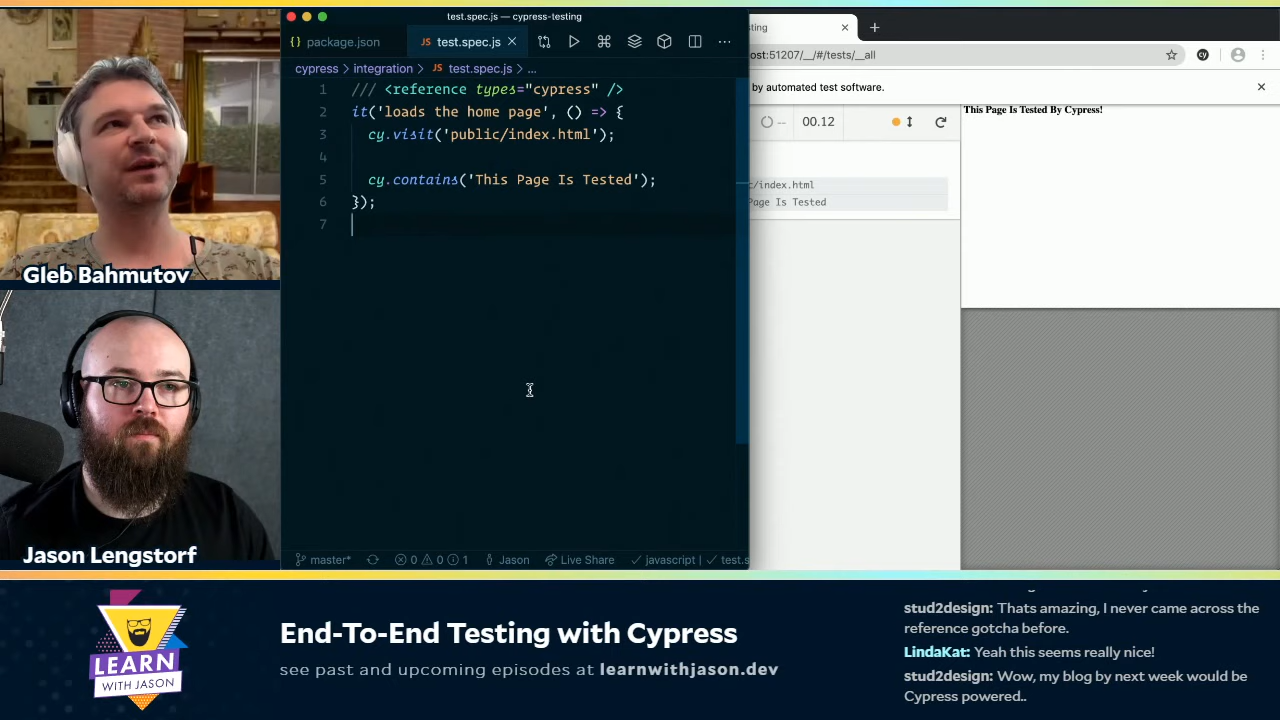 Gleb Bahmutov
Jason Lengstorf
test.spec.js — cypress-testing
{ } package.json
JS test.spec.js
cypress > integration > JS test.spec.js > ...
1 /// <reference types="cypress" />
2 it('loads the home page', () => {
3 cy.visit('public/index.html');
4
5 cy.contains('This Page Is Tested');
6 });
7
master* 0 0 1 Jason Live Share javascript | test.s
ting
ost:51207/__/#/tests/__all
by automated test software.
-- 00.12
c/index.html
Page Is Tested
This Page Is Tested By Cypress!
LEARN
WITH JASON
End-To-End Testing with Cypress
see past and upcoming episodes at learnwithjason.dev
stud2design: Thats amazing, I never came across the
reference gotcha before.
LindaKat: Yeah this seems really nice!
stud2design: Wow, my blog by next week would be
Cypress powered..